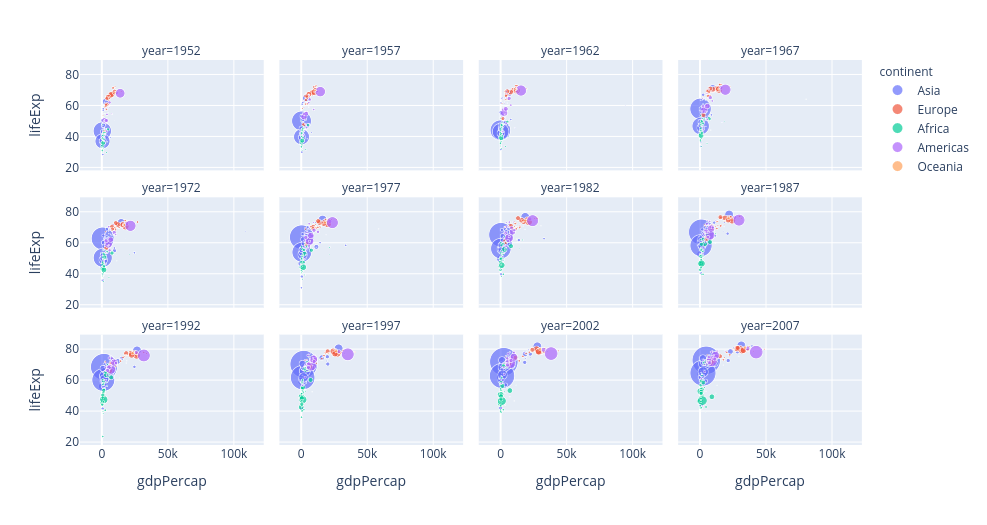 year=1952
year=1957
year=1962
year=1967
80
60
40
20
lifeExp
continent
Asia
Europe
Africa
Americas
Oceania
year=1972
year=1977
year=1982
year=1987
80
60
40
20
lifeExp
year=1992
year=1997
year=2002
year=2007
80
60
40
20
lifeExp
0 50k 100k
0 50k 100k
0 50k 100k
0 50k 100k
gdpPercap
gdpPercap
gdpPercap
gdpPercap